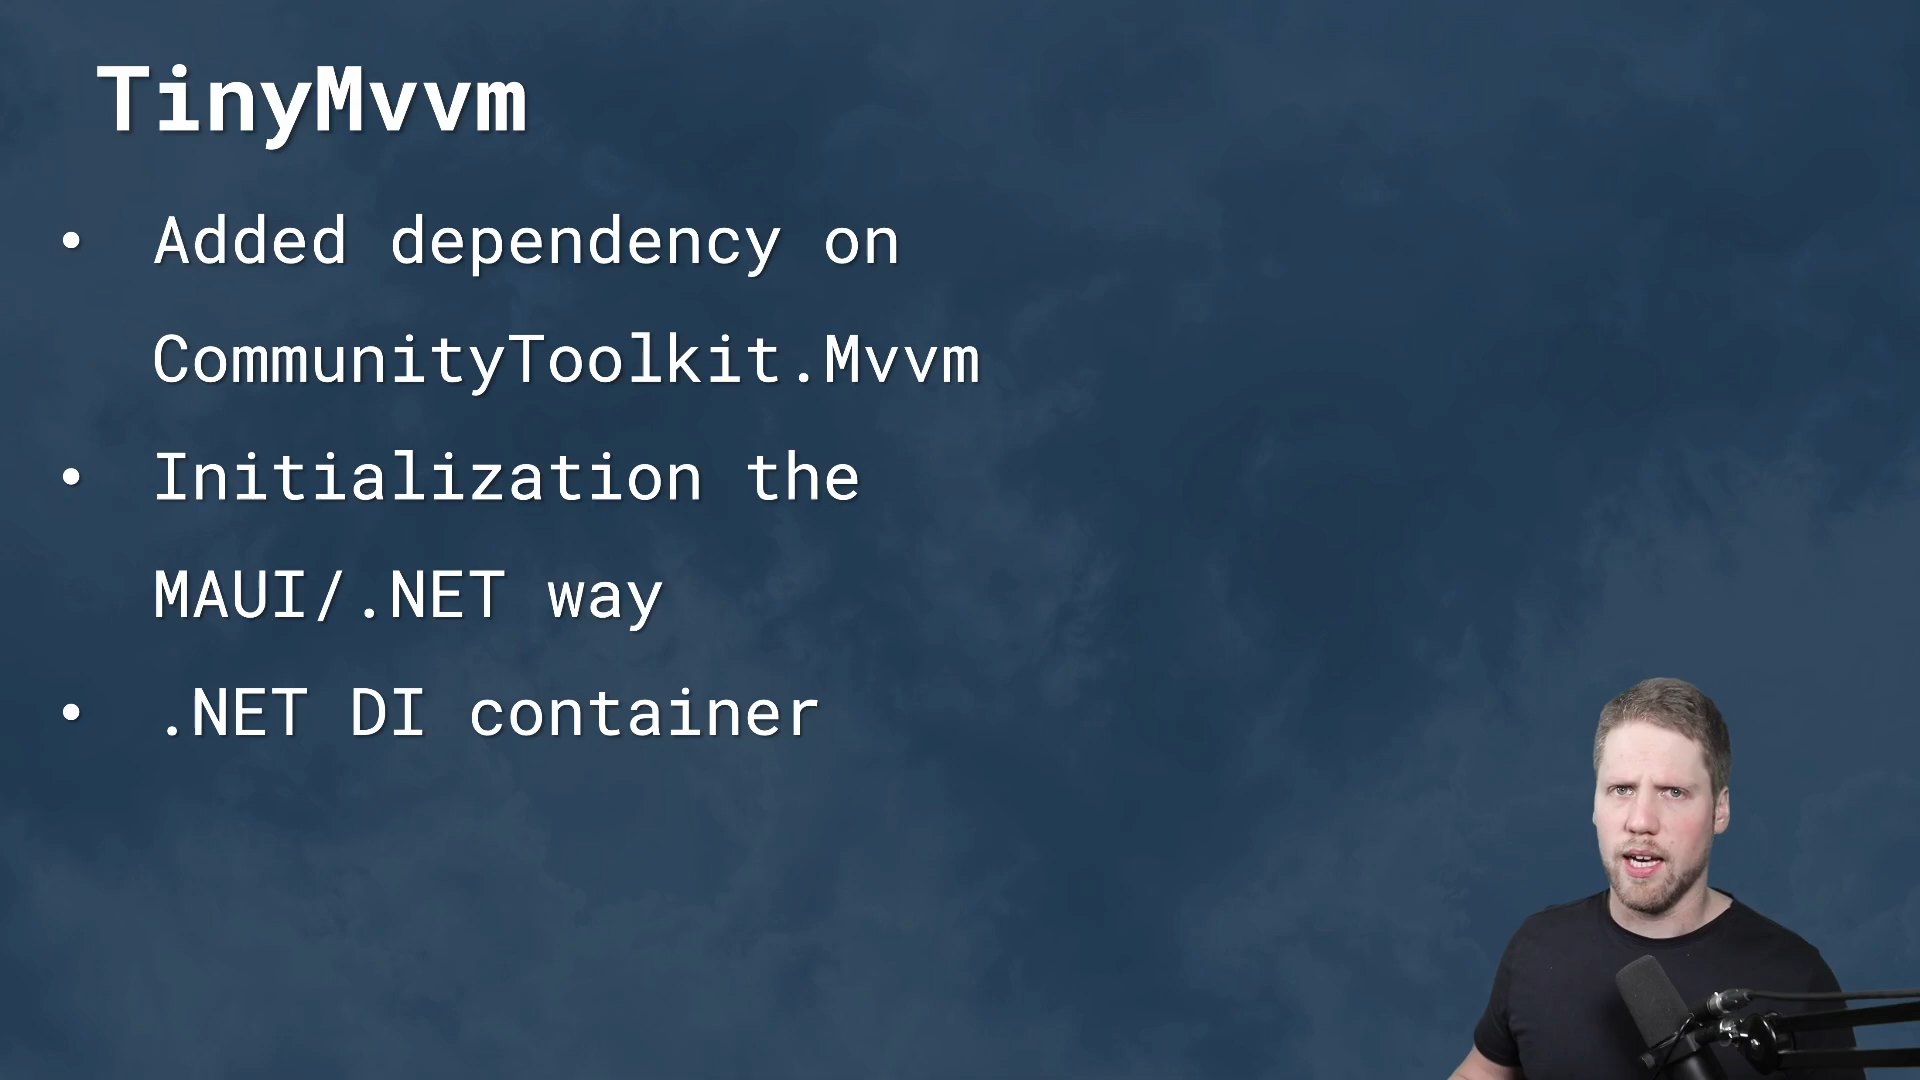 TinyMvvm
• Added dependency on
CommunityToolkit.Mvvm
• Initialization the
MAUI/.NET way
• .NET DI container